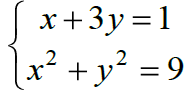 x + 3y = 1
x² + y² = 9